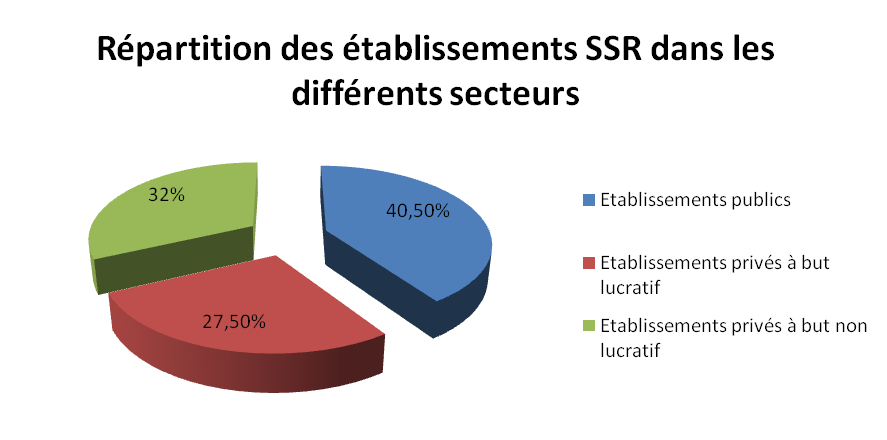 Répartition des établissements SSR dans les
différents secteurs
32%
40,50%
27,50%
Etablissements publics
Etablissements privés à but
lucratif
Etablissements privés à but non
lucratif